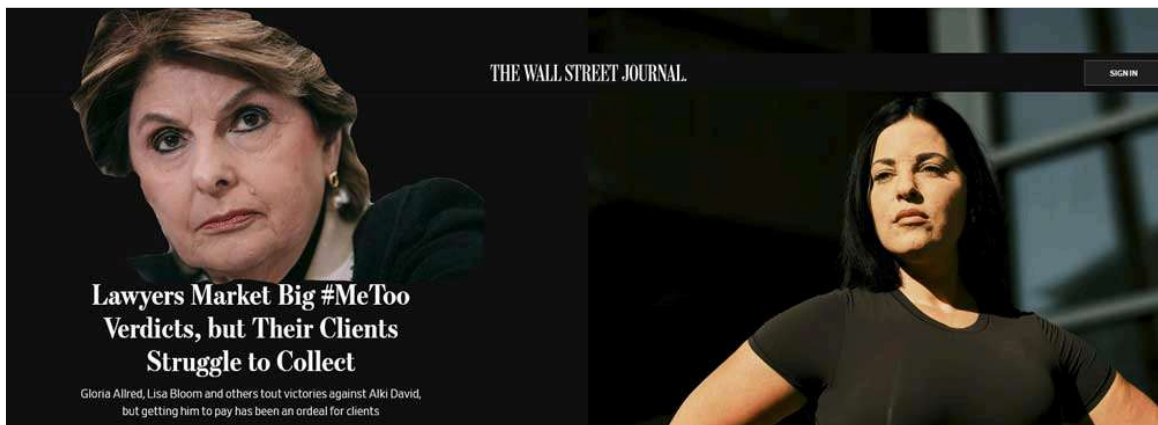 THE WALL STREET JOURNAL.
SIGN IN
Lawyers Market Big #MeToo
Verdicts, but Their Clients
Struggle to Collect
Gloria Allred, Lisa Bloom and others tout victories against Alki David,
but getting him to pay has been an ordeal for clients